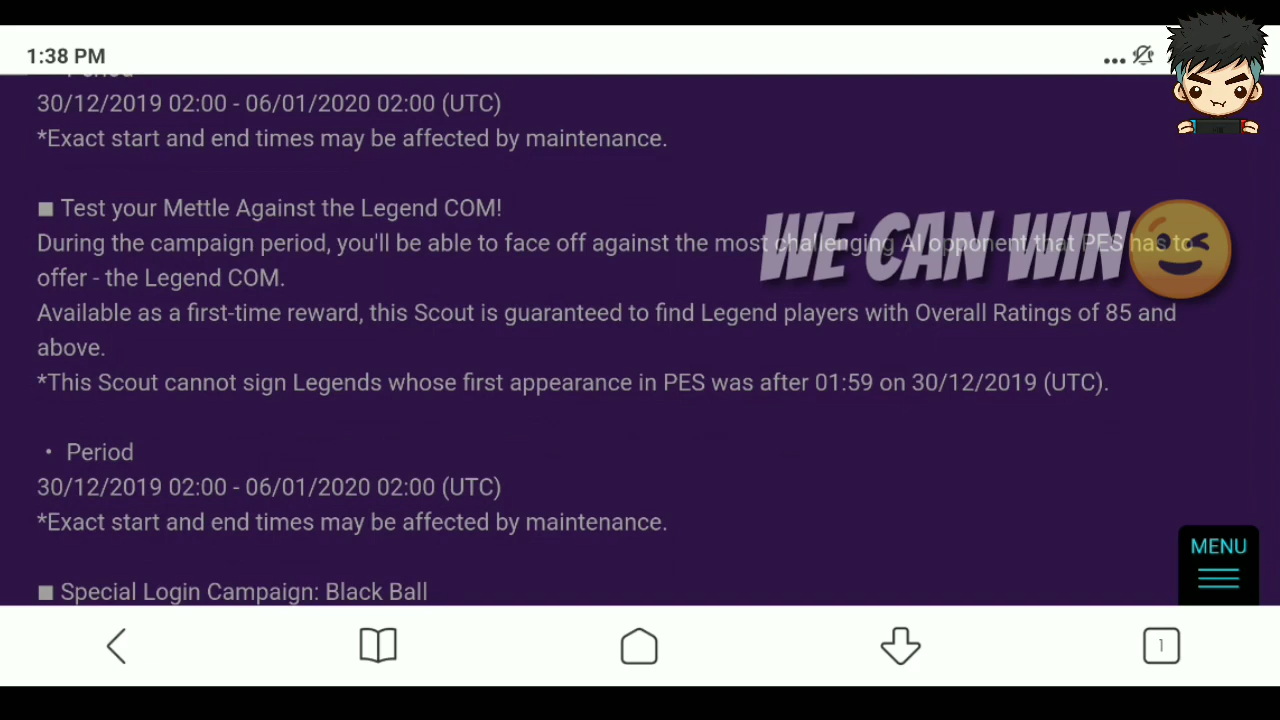 1:38 PM
Period
30/12/2019 02:00 - 06/01/2020 02:00 (UTC)
*Exact start and end times may be affected by maintenance.
■ Test your Mettle Against the Legend COM!
WE CAN WIN
During the campaign period, you'll be able to face off against the most challenging AI opponent that PES has to
offer - the Legend COM.
Available as a first-time reward, this Scout is guaranteed to find Legend players with Overall Ratings of 85 and
above.
*This Scout cannot sign Legends whose first appearance in PES was after 01:59 on 30/12/2019 (UTC).
・ Period
30/12/2019 02:00 - 06/01/2020 02:00 (UTC)
*Exact start and end times may be affected by maintenance.
MENU
■ Special Login Campaign: Black Ball
1